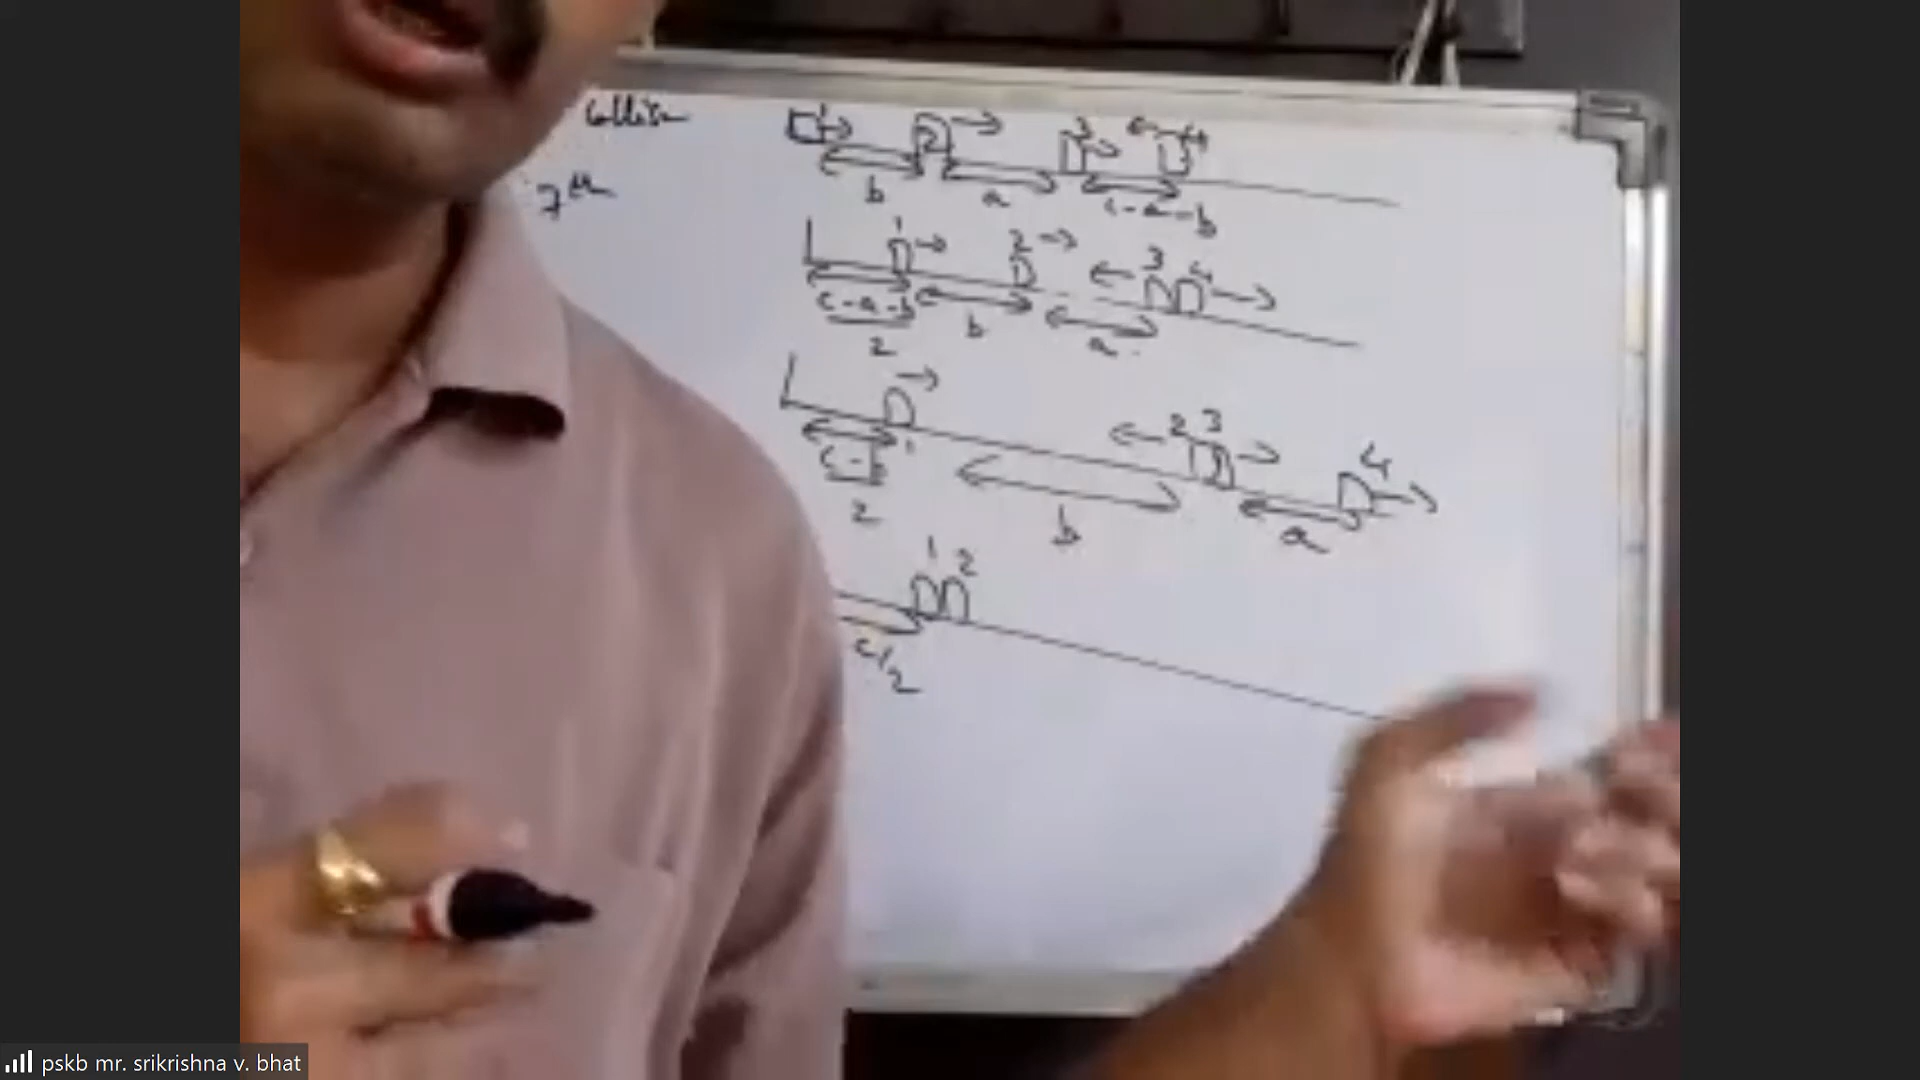 collision
1 2 3 4
7th
b a c-a-b
1 2 3 4
c-a-b
2 b a
2 3 4
c-b 1
2 b a
1 2
c/2
pskb mr. srikrishna v. bhat